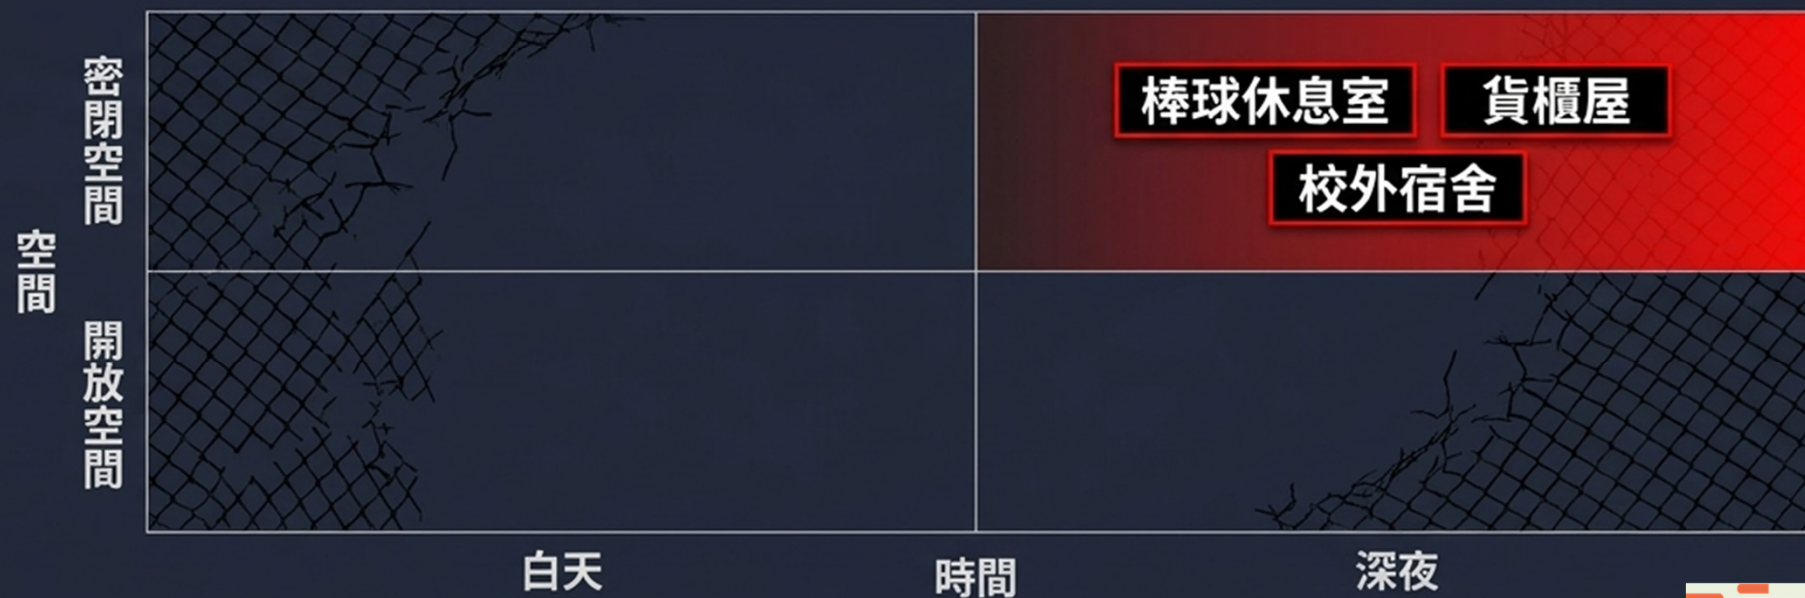 密閉空間
棒球休息室
貨櫃屋
校外宿舍
空間
開放空間
白天
時間
深夜